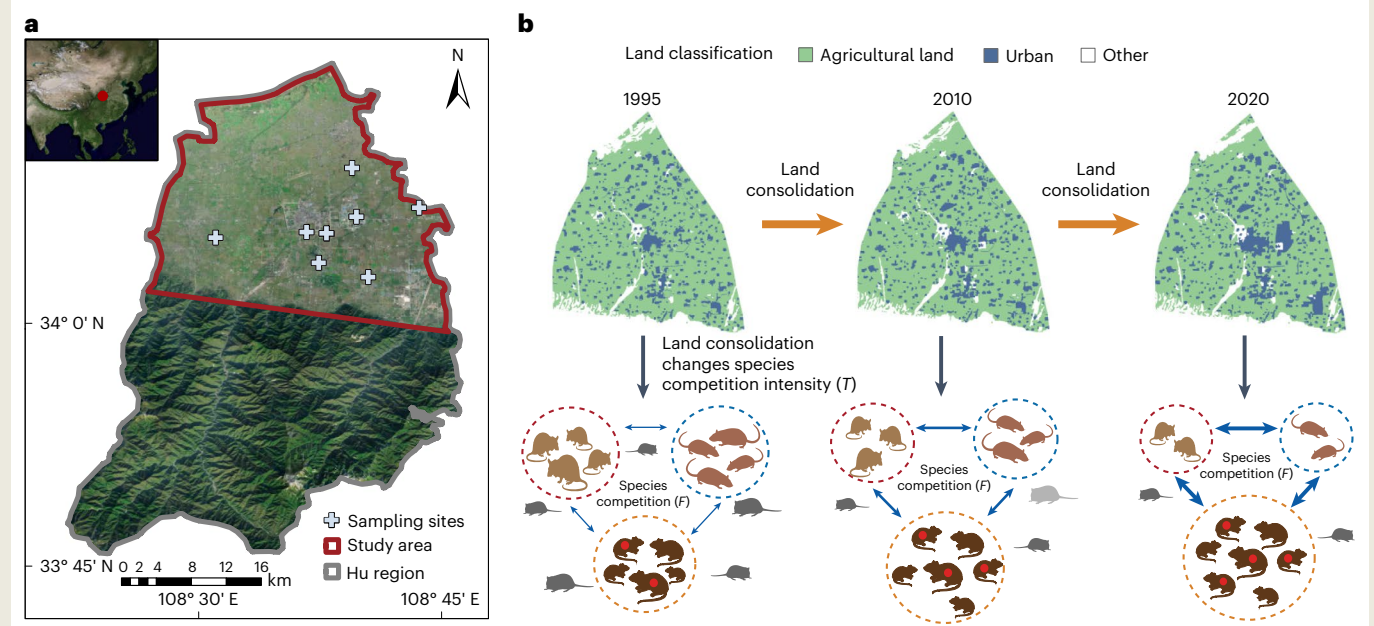 a
N
34° 0' N
33° 45' N
Sampling sites
Study area
Hu region
0 2 4 8 12 16
km
108° 30' E
108° 45' E
b
Land classification
Agricultural land
Urban
Other
1995
2010
2020
Land
consolidation
Land
consolidation
Land consolidation
changes species
competition intensity (T)
Species
competition (F)
Species
competition (F)
Species
competition (F)